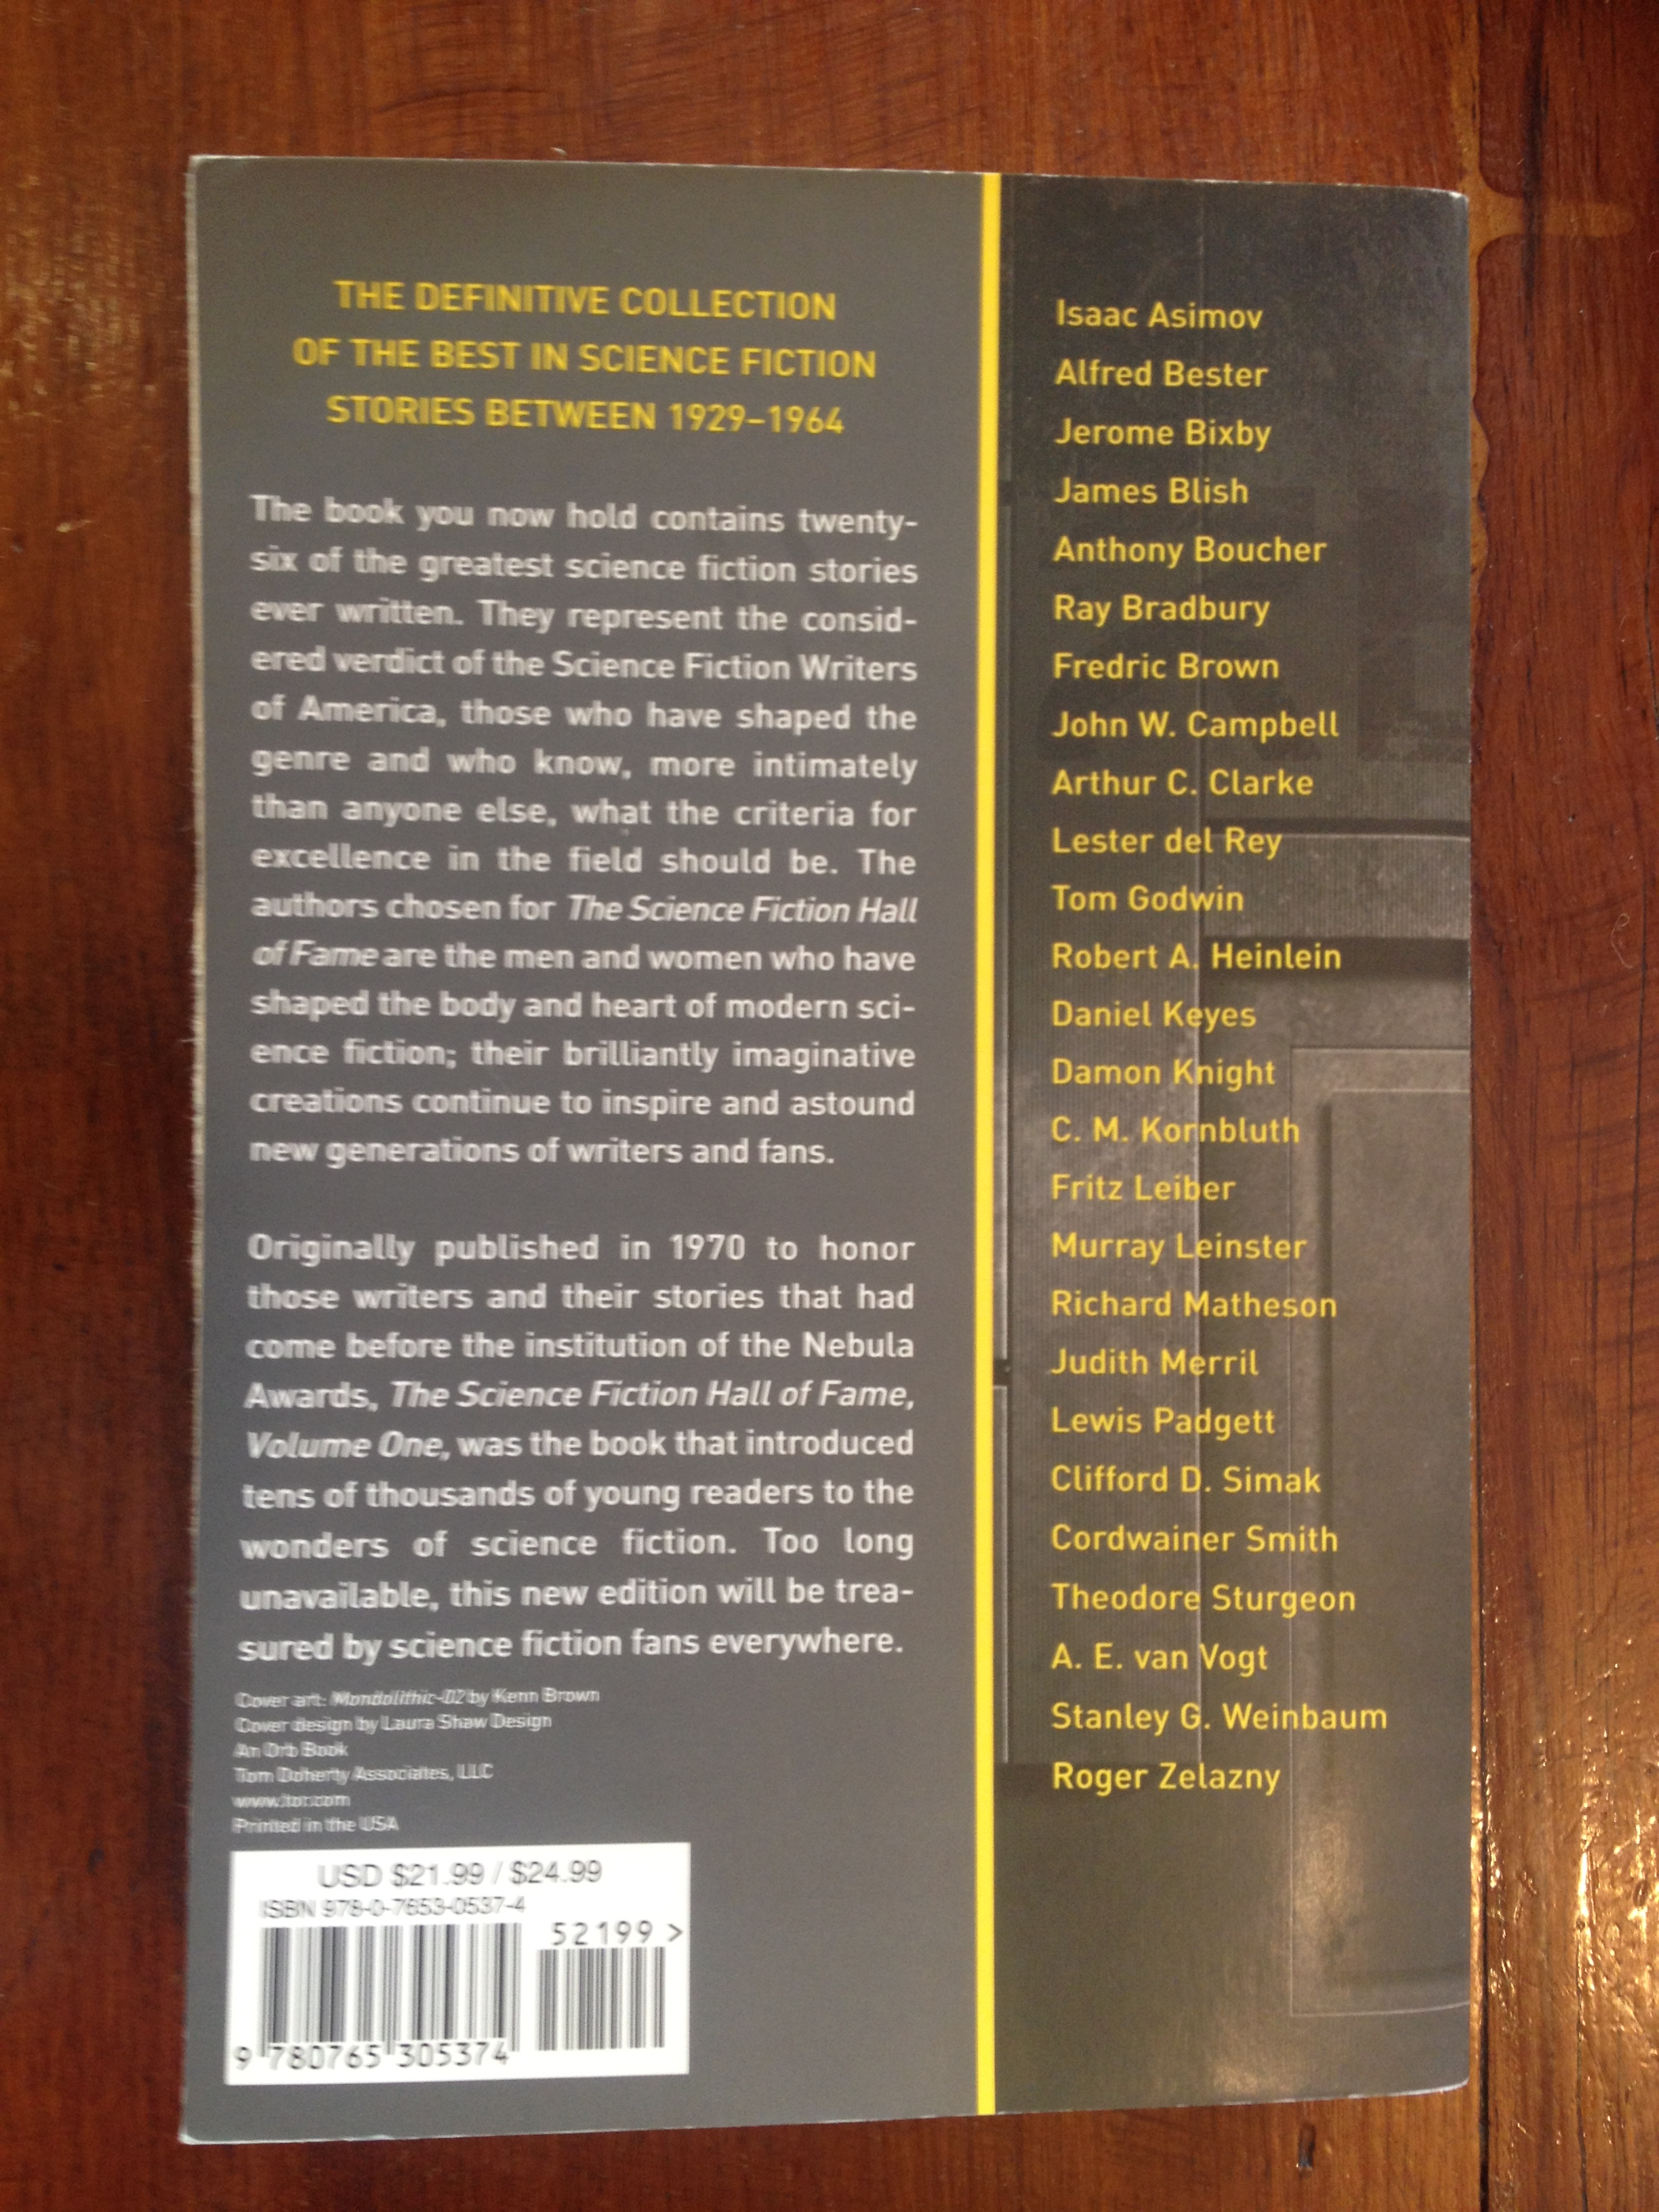 THE DEFINITIVE COLLECTION
OF THE BEST IN SCIENCE FICTION
STORIES BETWEEN 1929–1964
The book you now hold contains twenty-
six of the greatest science fiction stories
ever written. They represent the consid-
ered verdict of the Science Fiction Writers
of America, those who have shaped the
genre and who know, more intimately
than anyone else, what the criteria for
excellence in the field should be. The
authors chosen for The Science Fiction Hall
of Fame are the men and women who have
shaped the body and heart of modern sci-
ence fiction; their brilliantly imaginative
creations continue to inspire and astound
new generations of writers and fans.
Originally published in 1970 to honor
those writers and their stories that had
come before the institution of the Nebula
Awards, The Science Fiction Hall of Fame,
Volume One, was the book that introduced
tens of thousands of young readers to the
wonders of science fiction. Too long
unavailable, this new edition will be trea-
sured by science fiction fans everywhere.
Cover art: Mondolithic-02 by Kenn Brown
Cover design by Laura Shaw Design
An Orb Book
Tom Doherty Associates, LLC
www.tor.com
Printed in the USA
USD $21.99 / $24.99
ISBN 978-0-7653-0537-4
52199 >
9 780765 305374
Isaac Asimov
Alfred Bester
Jerome Bixby
James Blish
Anthony Boucher
Ray Bradbury
Fredric Brown
John W. Campbell
Arthur C. Clarke
Lester del Rey
Tom Godwin
Robert A. Heinlein
Daniel Keyes
Damon Knight
C. M. Kornbluth
Fritz Leiber
Murray Leinster
Richard Matheson
Judith Merril
Lewis Padgett
Clifford D. Simak
Cordwainer Smith
Theodore Sturgeon
A. E. van Vogt
Stanley G. Weinbaum
Roger Zelazny